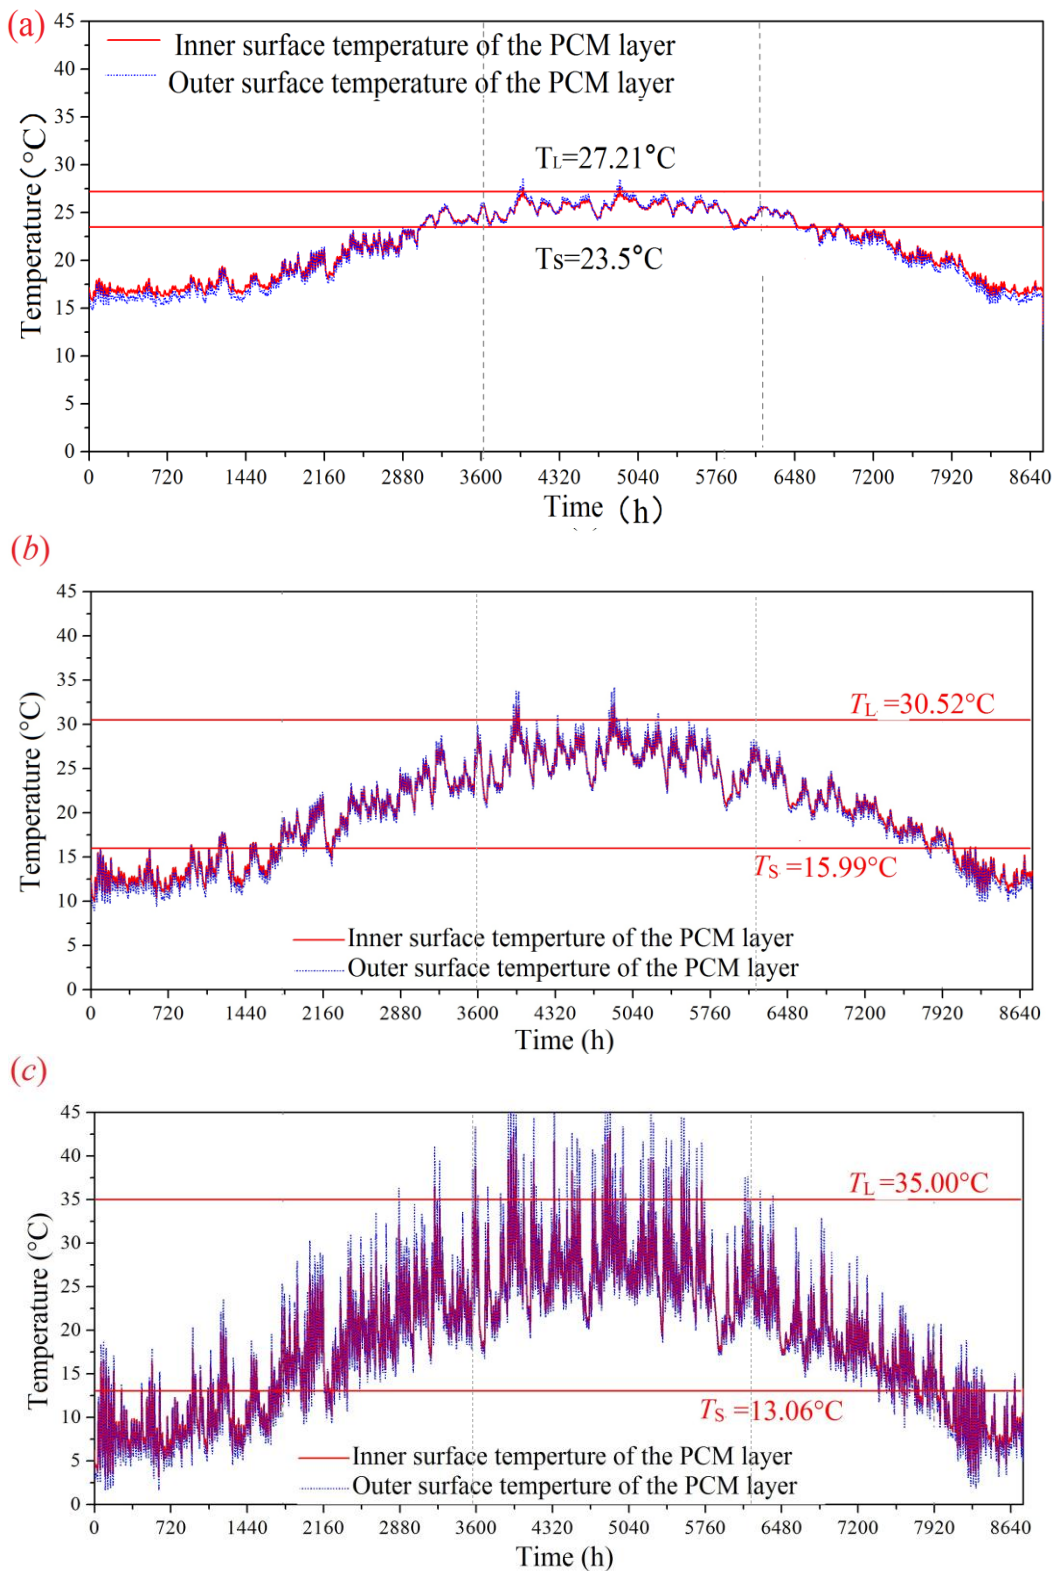 (a)
Inner surface temperature of the PCM layer
Outer surface temperature of the PCM layer
Temperature(°C)
45
40
35
30
25
20
15
10
5
0
TL=27.21°C
Ts=23.5°C
0 720 1440 2160 2880 3600 4320 5040 5760 6480 7200 7920 8640
Time (h)
(b)
Temperature (°C)
45
40
35
30
25
20
15
10
5
0
TL =30.52°C
TS =15.99°C
Inner surface temperture of the PCM layer
Outer surface temperture of the PCM layer
0 720 1440 2160 2880 3600 4320 5040 5760 6480 7200 7920 8640
Time (h)
(c)
Temperature (°C)
45
40
35
30
25
20
15
10
5
0
TL =35.00°C
TS =13.06°C
Inner surface temperture of the PCM layer
Outer surface temperture of the PCM layer
0 720 1440 2160 2880 3600 4320 5040 5760 6480 7200 7920 8640
Time (h)